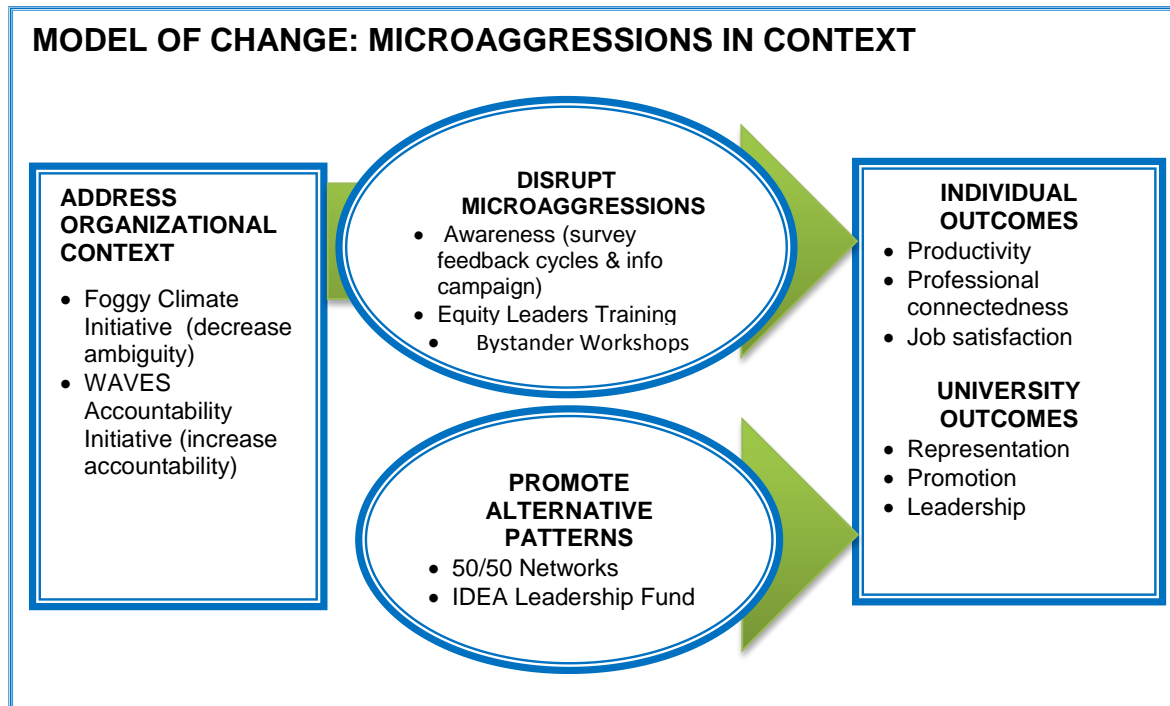 MODEL OF CHANGE: MICROAGGRESSIONS IN CONTEXT
ADDRESS
ORGANIZATIONAL
CONTEXT
• Foggy Climate
Initiative (decrease
ambiguity)
• WAVES
Accountability
Initiative (increase
accountability)
DISRUPT
MICROAGGRESSIONS
• Awareness (survey
feedback cycles & info
campaign)
• Equity Leaders Training
• Bystander Workshops
PROMOTE
ALTERNATIVE
PATTERNS
• 50/50 Networks
• IDEA Leadership Fund
INDIVIDUAL
OUTCOMES
• Productivity
• Professional
connectedness
• Job satisfaction
UNIVERSITY
OUTCOMES
• Representation
• Promotion
• Leadership